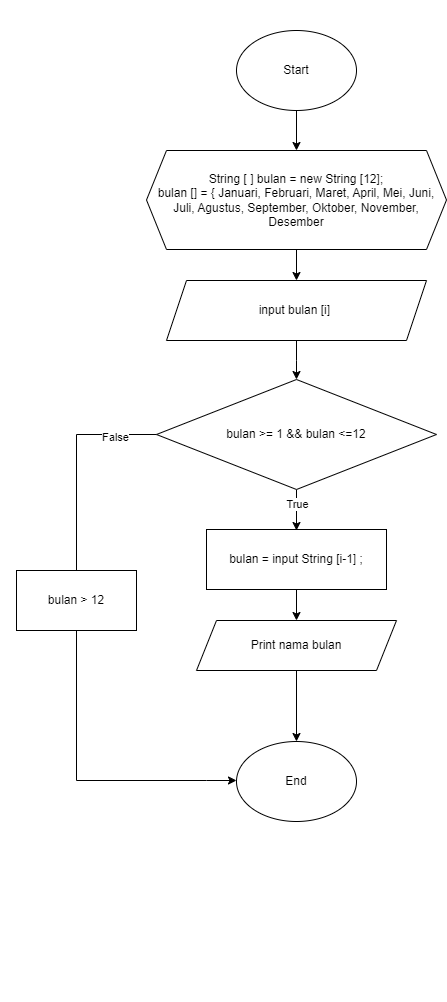 Start
String [ ] bulan = new String [12];
bulan [] = { Januari, Februari, Maret, April, Mei, Juni,
Juli, Agustus, September, Oktober, November,
Desember
input bulan [i]
bulan >= 1 && bulan <=12
False
True
bulan = input String [i-1] ;
bulan > 12
Print nama bulan
End